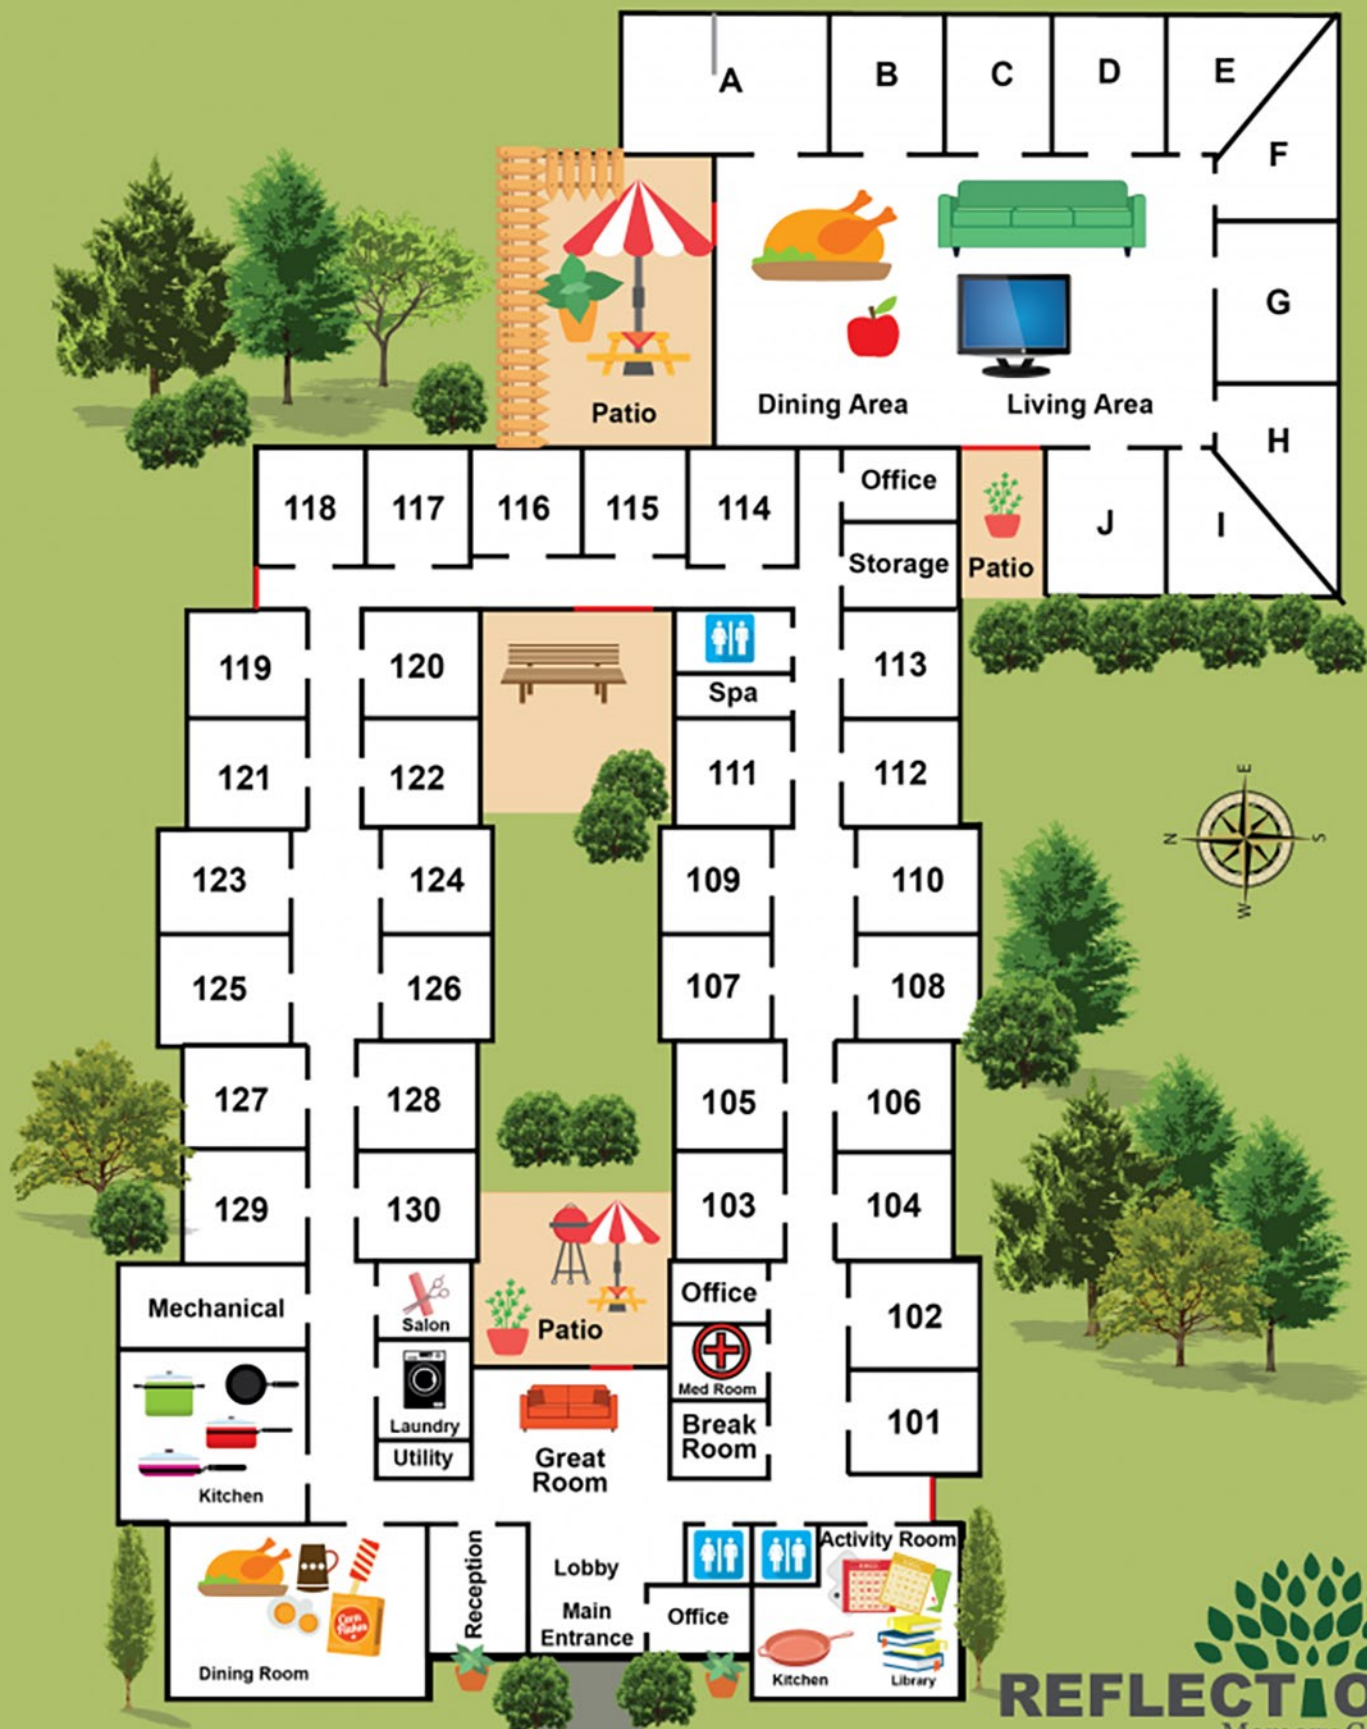 A
B
C
D
E
F
G
H
I
J
Dining Area
Living Area
Patio
118
117
116
115
114
Office
Storage
Patio
119
120
Spa
113
121
122
111
112
E
N
S
W
123
124
109
110
125
126
107
108
127
128
105
106
129
130
103
104
Mechanical
Salon
Patio
Office
102
Med Room
Laundry
Utility
Break
Room
101
Great
Room
Kitchen
Reception
Lobby
Main
Entrance
Office
Activity Room
Corn
Flakes
Dining Room
Kitchen
Library
REFLECTIO